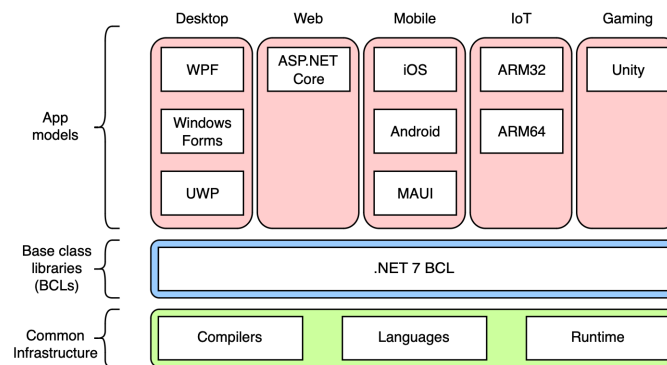 Desktop
Web
Mobile
IoT
Gaming
App
models
WPF
ASP.NET
Core
iOS
ARM32
Unity
Windows
Forms
Android
ARM64
UWP
MAUI
Base class
libraries
(BCLs)
.NET 7 BCL
Common
Infrastructure
Compilers
Languages
Runtime